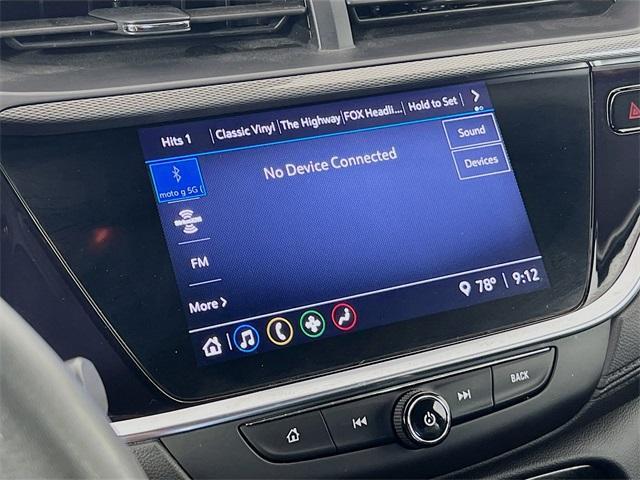 Hits 1 | Classic Vinyl | The Highway | FOX Headli... | Hold to Set
moto g 5G (
No Device Connected
Sound
Devices
SiriusXM
FM
More >
78° | 9:12
BACK